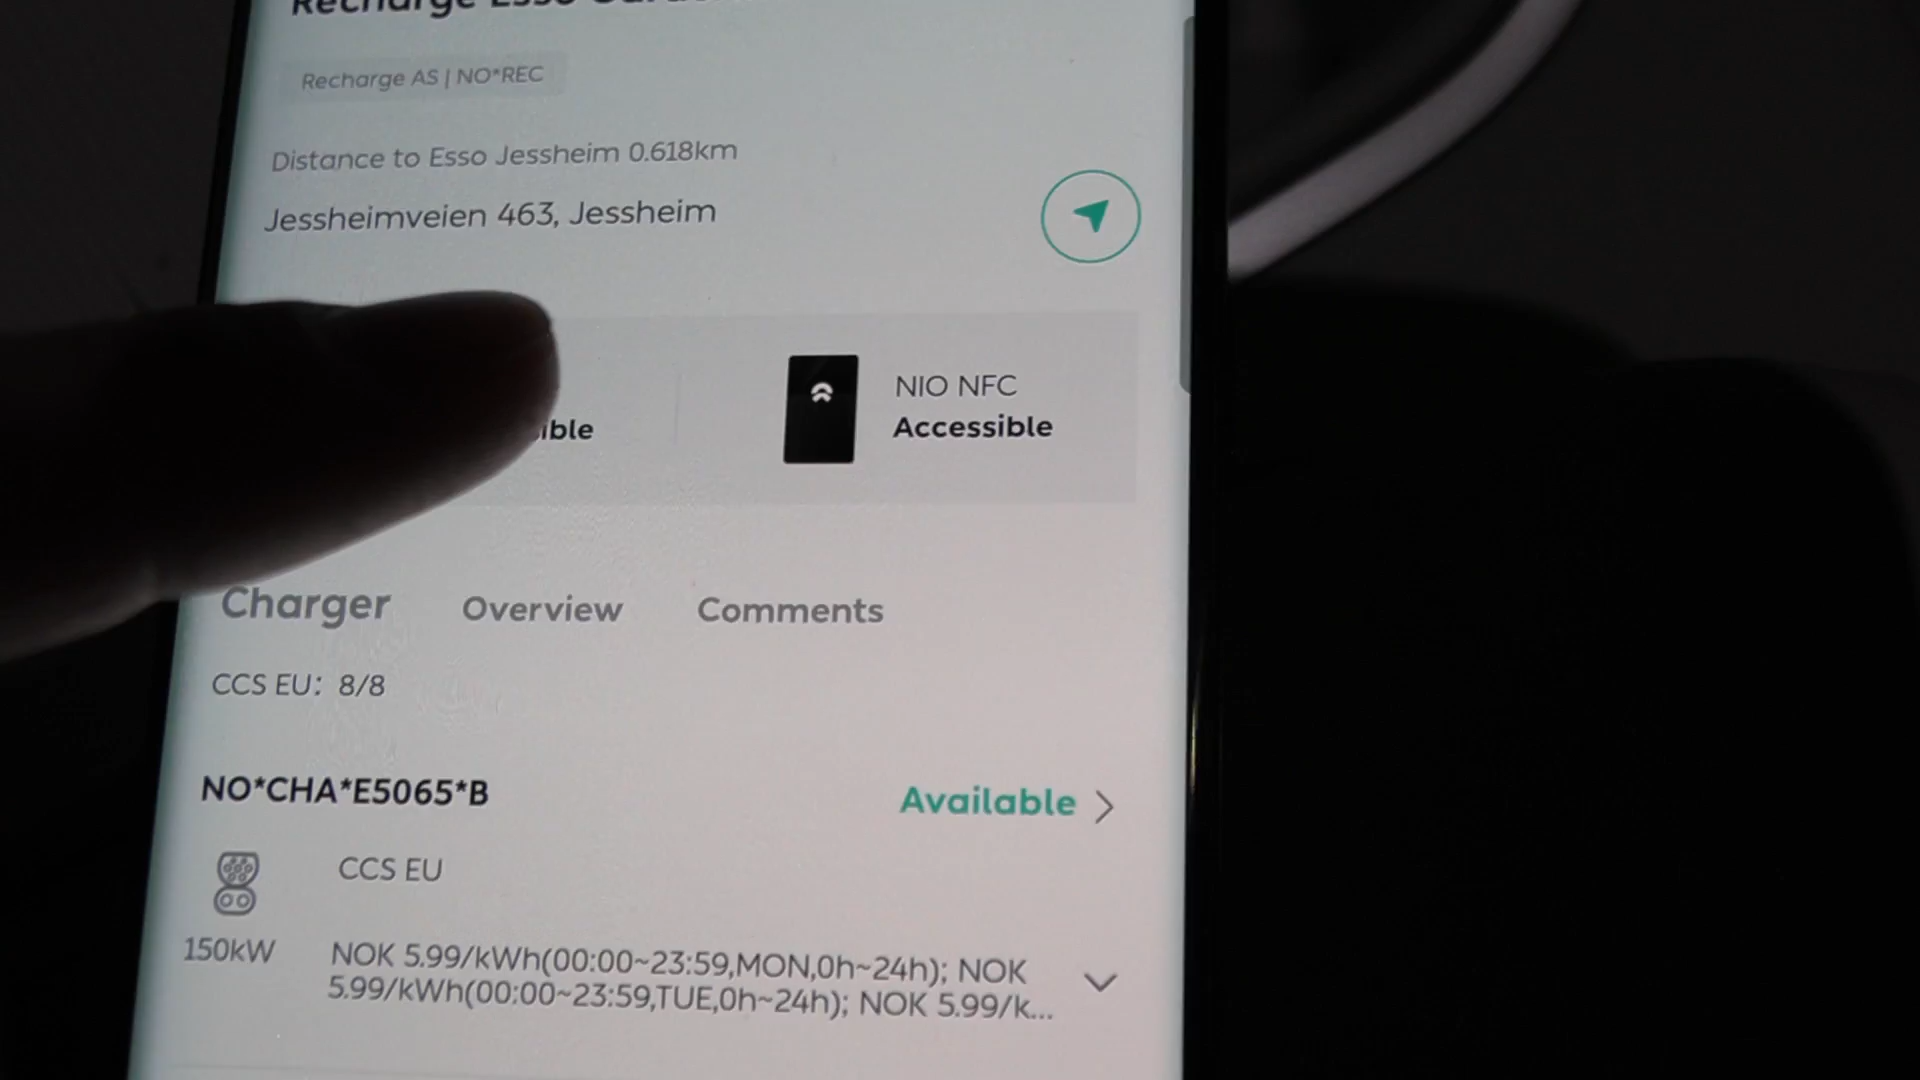 Recharge Esso
Recharge AS | NO*REC
Distance to Esso Jessheim 0.618km
Jessheimveien 463, Jessheim
NIO NFC
Accessible
Charger Overview Comments
CCS EU: 8/8
NO*CHA*E5065*B
Available
CCS EU
150kW
NOK 5.99/kWh(00:00~23:59,MON,0h~24h); NOK
5.99/kWh(00:00~23:59,TUE,0h~24h); NOK 5.99/k...